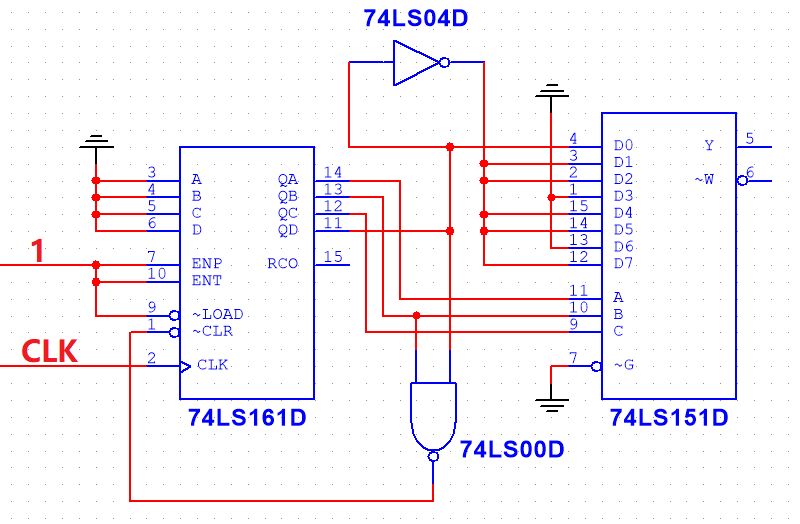 74LS04D
3 A QA 14
4 B QB 13
5 C QC 12
6 D QD 11
1
7 ENP RCO 15
10 ENT
9 ~LOAD
1 ~CLR
CLK
2 CLK
74LS161D
4 D0 Y 5
3 D1
2 D2 ~W 6
1 D3
15 D4
14 D5
13 D6
12 D7
11 A
10 B
9 C
7 ~G
74LS151D
74LS00D